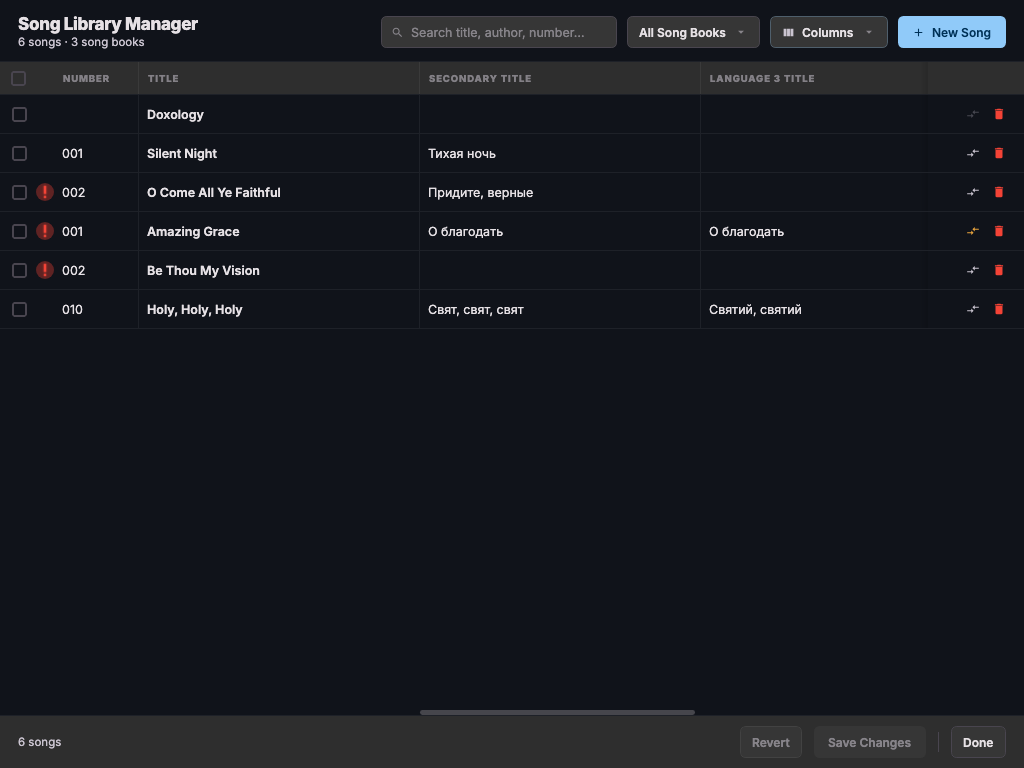 Song Library Manager
6 songs · 3 song books
Search title, author, number...
All Song Books
Columns
+ New Song
NUMBER TITLE SECONDARY TITLE LANGUAGE 3 TITLE
Doxology
001 Silent Night Тихая ночь
002 O Come All Ye Faithful Придите, верные
001 Amazing Grace О благодать О благодать
002 Be Thou My Vision
010 Holy, Holy, Holy Свят, свят, свят Святий, святий
6 songs
Revert
Save Changes
Done